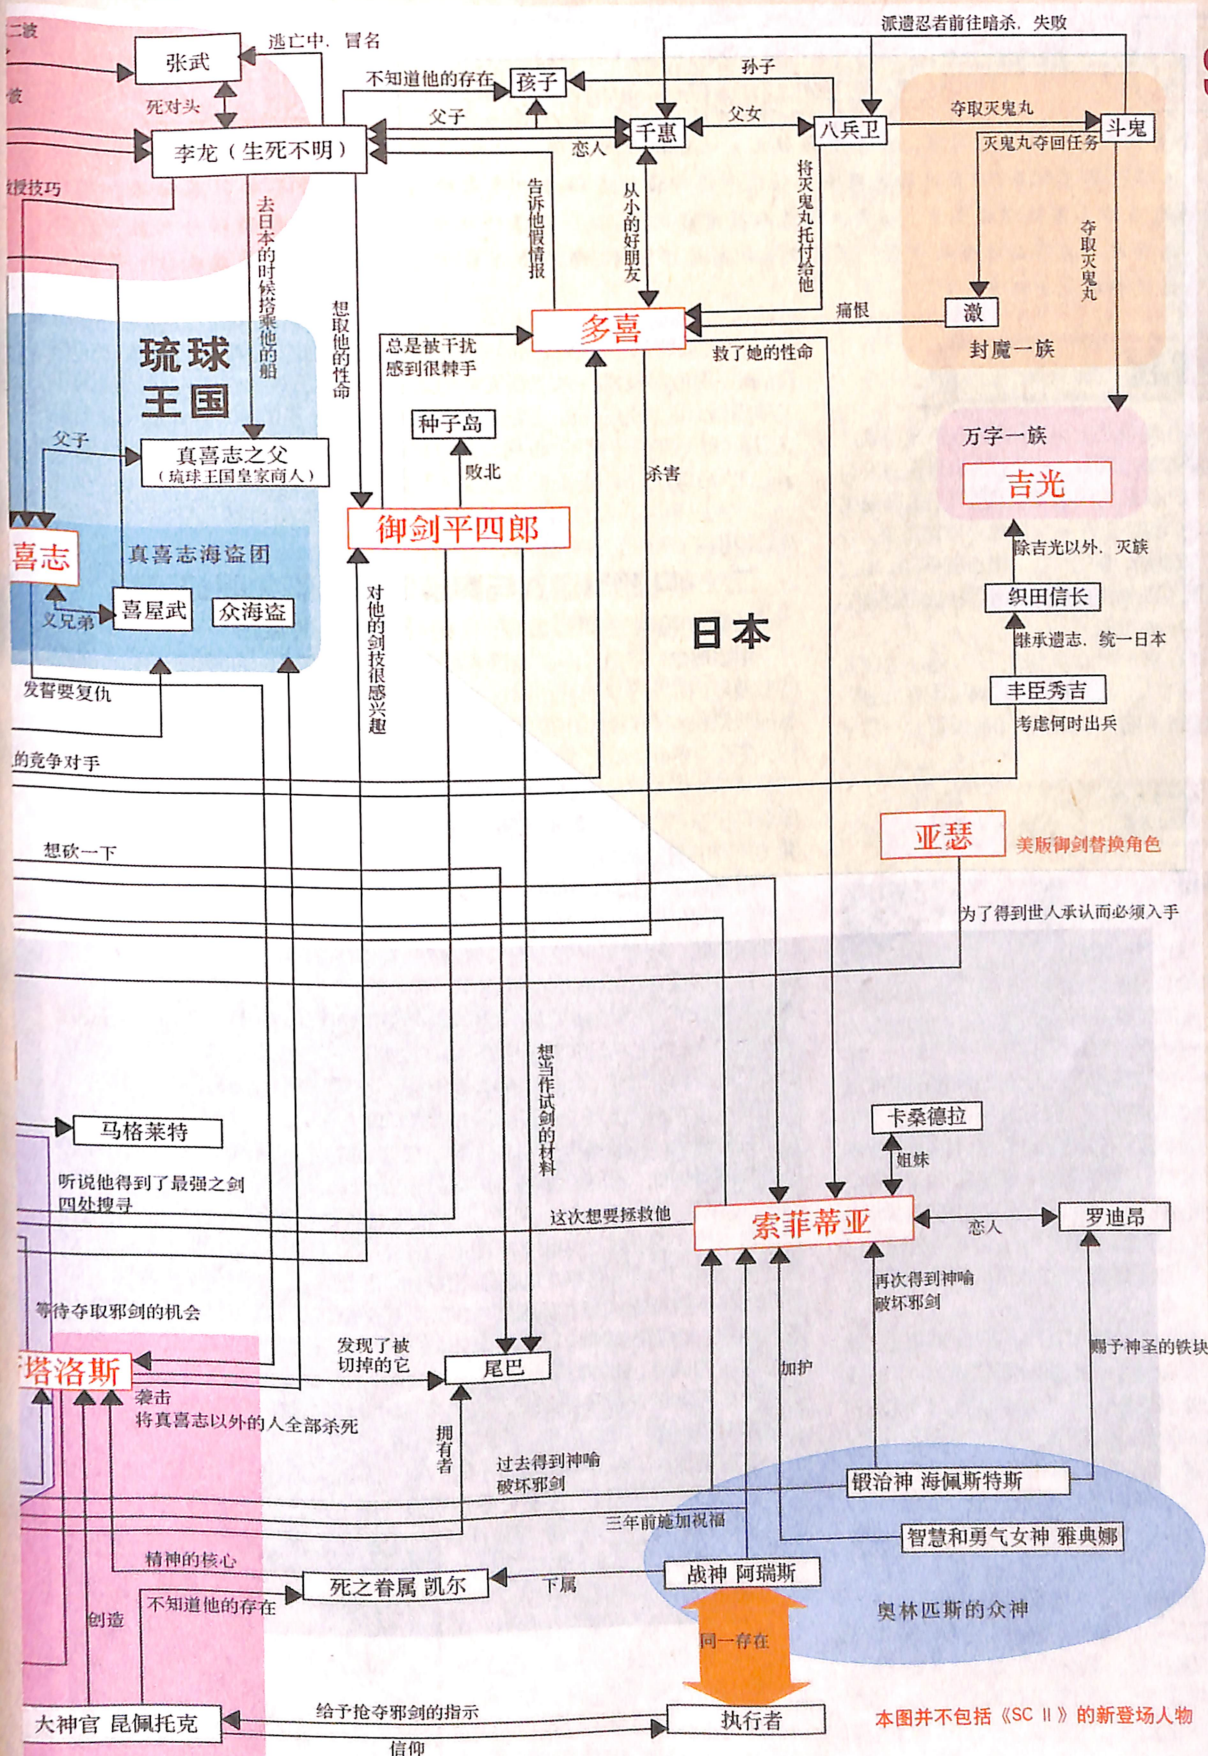 二波
张武
逃亡中，冒名
派遣忍者前往暗杀，失败
波
死对头
不知道他的存在
孩子
孙子
李龙（生死不明）
父子
恋人
千惠
父女
八兵卫
夺取灭鬼丸
灭鬼丸夺回任务
斗鬼
授技巧
去日本的时候搭乘他的船
想取他的性命
告诉他假情报
从小的好朋友
将灭鬼丸托付给他
夺取灭鬼丸
多喜
痛恨
激
封魔一族
琉球
王国
总是被干扰
感到很棘手
救了她的性命
种子岛
败北
父子
真喜志之父
（琉球王国皇家商人）
杀害
万字一族
吉光
御剑平四郎
喜志
真喜志海盗团
除吉光以外，灭族
义兄弟
喜屋武
众海盗
对他的剑技很感兴趣
织田信长
继承遗志，统一日本
日本
丰臣秀吉
考虑何时出兵
发誓要复仇
的竞争对手
亚瑟
美版御剑替换角色
想砍一下
为了得到世人承认而必须入手
想当作试剑的材料
马格莱特
卡桑德拉
姐妹
听说他得到了最强之剑
四处搜寻
这次想要拯救他
索菲蒂亚
恋人
罗迪昂
再次得到神喻
破坏邪剑
等待夺取邪剑的机会
赐予神圣的铁块
塔洛斯
发现了被
切掉的它
尾巴
加护
袭击
将真喜志以外的人全部杀死
拥有者
过去得到神喻
破坏邪剑
锻治神 海佩斯特斯
三年前施加祝福
智慧和勇气女神 雅典娜
精神的核心
死之眷属 凯尔
下属
战神 阿瑞斯
奥林匹斯的众神
不知道他的存在
创造
同一存在
大神官 昆佩托克
给予抢夺邪剑的指示
信仰
执行者
本图并不包括《SC II》的新登场人物